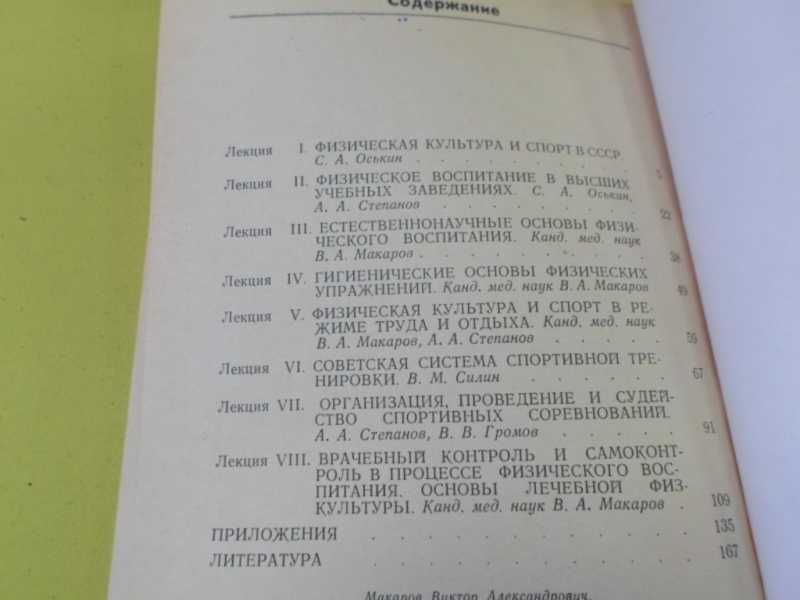 Содержание
Лекция I. ФИЗИЧЕСКАЯ КУЛЬТУРА И СПОРТ В СССР.
С. А. Оськин . . . . . . . . 5
Лекция II. ФИЗИЧЕСКОЕ ВОСПИТАНИЕ В ВЫСШИХ
УЧЕБНЫХ ЗАВЕДЕНИЯХ. С. А. Оськин,
А. А. Степанов . . . . . . . . 22
Лекция III. ЕСТЕСТВЕННОНАУЧНЫЕ ОСНОВЫ ФИЗИ-
ЧЕСКОГО ВОСПИТАНИЯ. Канд. мед. наук
В. А. Макаров . . . . . . . . 38
Лекция IV. ГИГИЕНИЧЕСКИЕ ОСНОВЫ ФИЗИЧЕСКИХ
УПРАЖНЕНИЙ. Канд. мед. наук В. А. Макаров 49
Лекция V. ФИЗИЧЕСКАЯ КУЛЬТУРА И СПОРТ В РЕ-
ЖИМЕ ТРУДА И ОТДЫХА. Канд. мед. наук
В. А. Макаров, А. А. Степанов . . . . . 59
Лекция VI. СОВЕТСКАЯ СИСТЕМА СПОРТИВНОЙ ТРЕ-
НИРОВКИ. В. М. Силин . . . . . . 67
Лекция VII. ОРГАНИЗАЦИЯ, ПРОВЕДЕНИЕ И СУДЕЙ-
СТВО СПОРТИВНЫХ СОРЕВНОВАНИЙ.
А. А. Степанов, В. В. Громов . . . . . 91
Лекция VIII. ВРАЧЕБНЫЙ КОНТРОЛЬ И САМОКОНТ-
РОЛЬ В ПРОЦЕССЕ ФИЗИЧЕСКОГО ВОС-
ПИТАНИЯ. ОСНОВЫ ЛЕЧЕБНОЙ ФИЗ-
КУЛЬТУРЫ. Канд. мед. наук В. А. Макаров . 109
ПРИЛОЖЕНИЯ . . . . . . . . . 135
ЛИТЕРАТУРА . . . . . . . . . 167
Макаров Виктор Александрович,